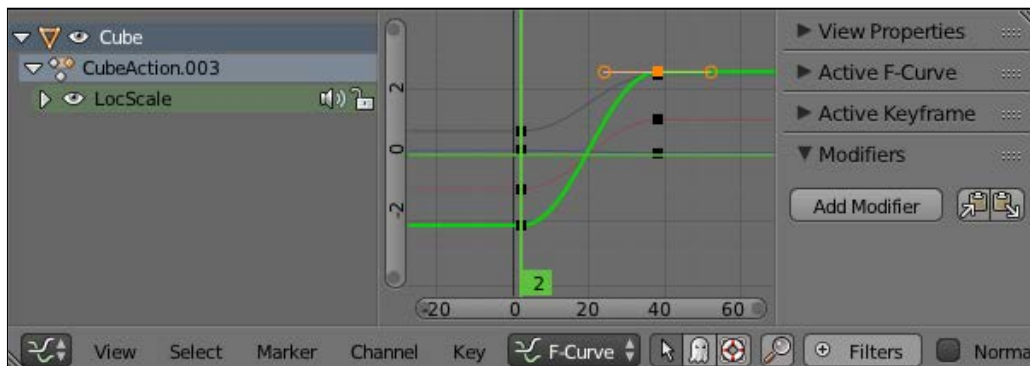 Cube
CubeAction.003
LocScale
2
0
-2
2
-20 0 20 40 60
View Properties
Active F-Curve
Active Keyframe
Modifiers
Add Modifier
View Select Marker Channel Key F-Curve Filters Norma